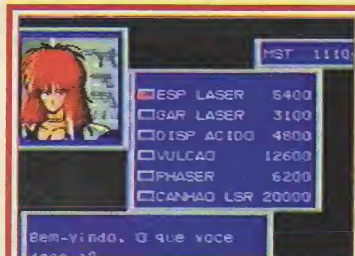 MST 1110
ESP LASER 5400
GAR LASER 3100
DISP ACIDO 4800
VULCAO 12600
PHASER 6200
CANHAO LSR 20000
Bem-vindo. O que voce